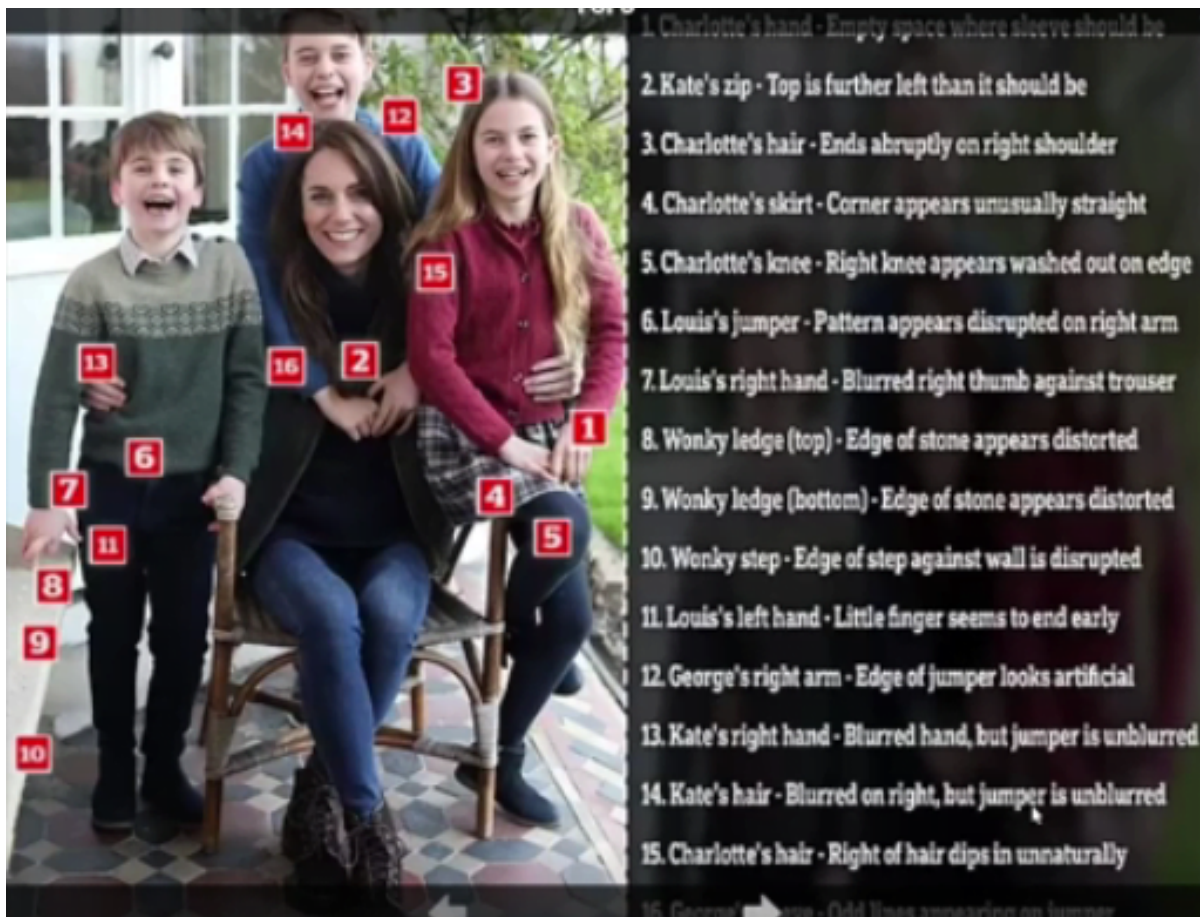 3
12
14
15
13
16
2
1
6
7
4
11
5
8
9
10
1. Charlotte's hand - Empty space where sleeve should be
2. Kate's zip - Top is further left than it should be
3. Charlotte's hair - Ends abruptly on right shoulder
4. Charlotte's skirt - Corner appears unusually straight
5. Charlotte's knee - Right knee appears washed out on edge
6. Louis's jumper - Pattern appears disrupted on right arm
7. Louis's right hand - Blurred right thumb against trouser
8. Wonky ledge (top) - Edge of stone appears distorted
9. Wonky ledge (bottom) - Edge of stone appears distorted
10. Wonky step - Edge of step against wall is disrupted
11. Louis's left hand - Little finger seems to end early
12. George's right arm - Edge of jumper looks artificial
13. Kate's right hand - Blurred hand, but jumper is unblurred
14. Kate's hair - Blurred on right, but jumper is unblurred
15. Charlotte's hair - Right of hair dips in unnaturally
16. George's - Odd lines appearing on jumper